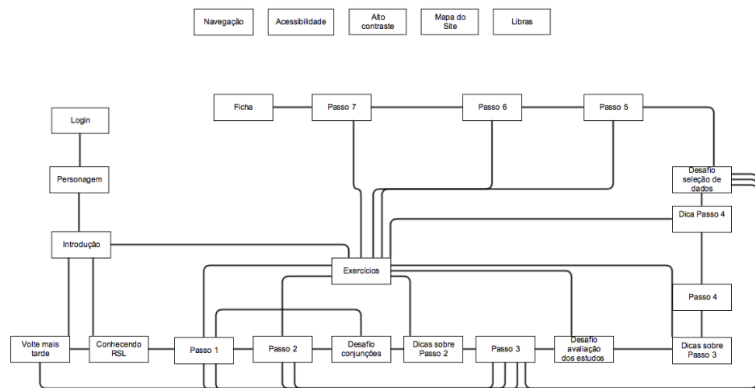 Navegação
Acessibilidade
Alto
contraste
Mapa do
Site
Libras
Ficha
Passo 7
Passo 6
Passo 5
Login
Personagem
Desafio
seleção de
dados
Dica Passo 4
Introdução
Exercícios
Passo 4
Volte mais
tarde
Conhecendo
RSL
Passo 1
Passo 2
Desafio
conjunções
Dicas sobre
Passo 2
Passo 3
Desafio
avaliação
dos estudos
Dicas sobre
Passo 3